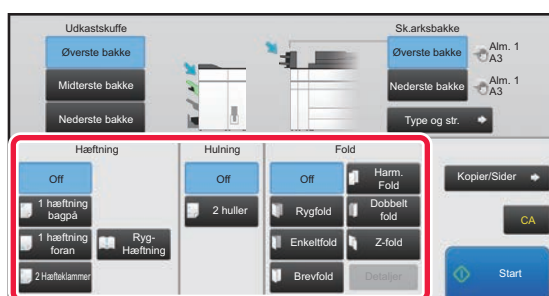 Udkastskuffe
Sk.arksbakke
Øverste bakke
Øverste bakke
Alm. 1
A3
Midterste bakke
Nederste bakke
Alm. 1
A3
Nederste bakke
Type og str.
Hæftning
Hulning
Fold
Off
Off
Off
Harm.
Fold
Kopier/Sider
1 hæftning
bagpå
2 huller
Rygfold
Dobbelt
fold
CA
1 hæftning
foran
Ryg-
Hæftning
Enkeltfold
Z-fold
2 Hæfteklammer
Brevfold
Detaljer
Start